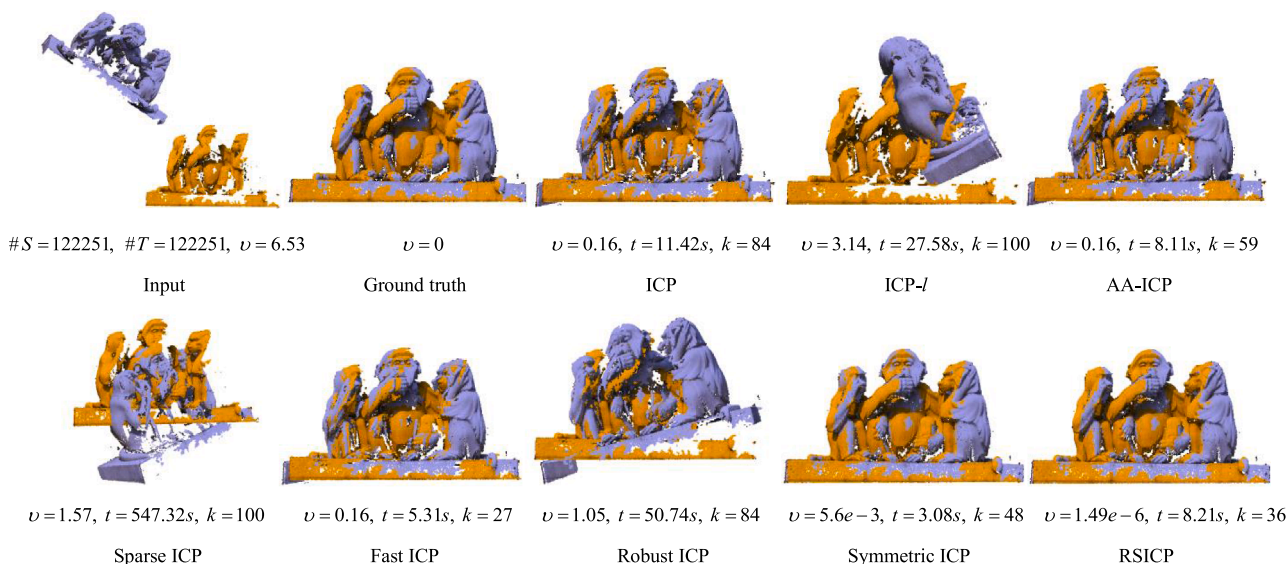 #S=122251, #T=122251, υ=6.53 υ=0 υ=0.16, t=11.42s, k=84 υ=3.14, t=27.58s, k=100 υ=0.16, t=8.11s, k=59
Input Ground truth ICP ICP-l AA-ICP
υ=1.57, t=547.32s, k=100 υ=0.16, t=5.31s, k=27 υ=1.05, t=50.74s, k=84 υ=5.6e-3, t=3.08s, k=48 υ=1.49e-6, t=8.21s, k=36
Sparse ICP Fast ICP Robust ICP Symmetric ICP RSICP